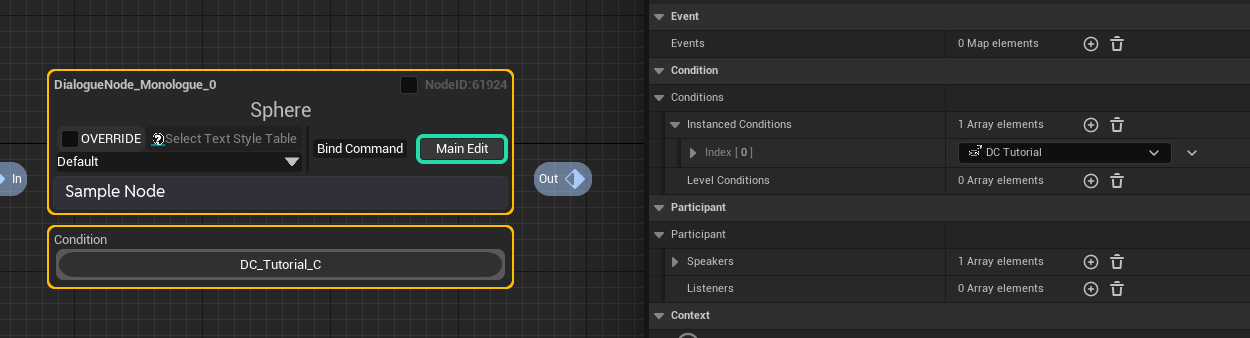 DialogueNode_Monologue_0
NodeID:61924
Sphere
OVERRIDE
Select Text Style Table
Default
Bind Command
Main Edit
In
Out
Sample Node
Condition
DC_Tutorial_C
Event
Events
0 Map elements
Condition
Conditions
Instanced Conditions
1 Array elements
Index [ 0 ]
DC Tutorial
Level Conditions
0 Array elements
Participant
Participant
Speakers
1 Array elements
Listeners
0 Array elements
Context